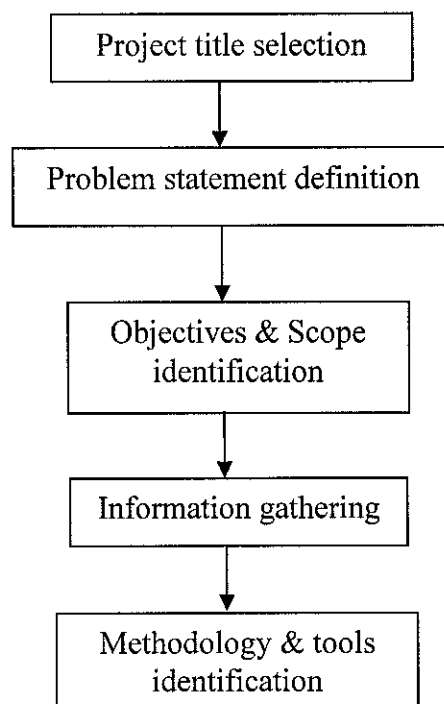 Project title selection
Problem statement definition
Objectives & Scope
identification
Information gathering
Methodology & tools
identification